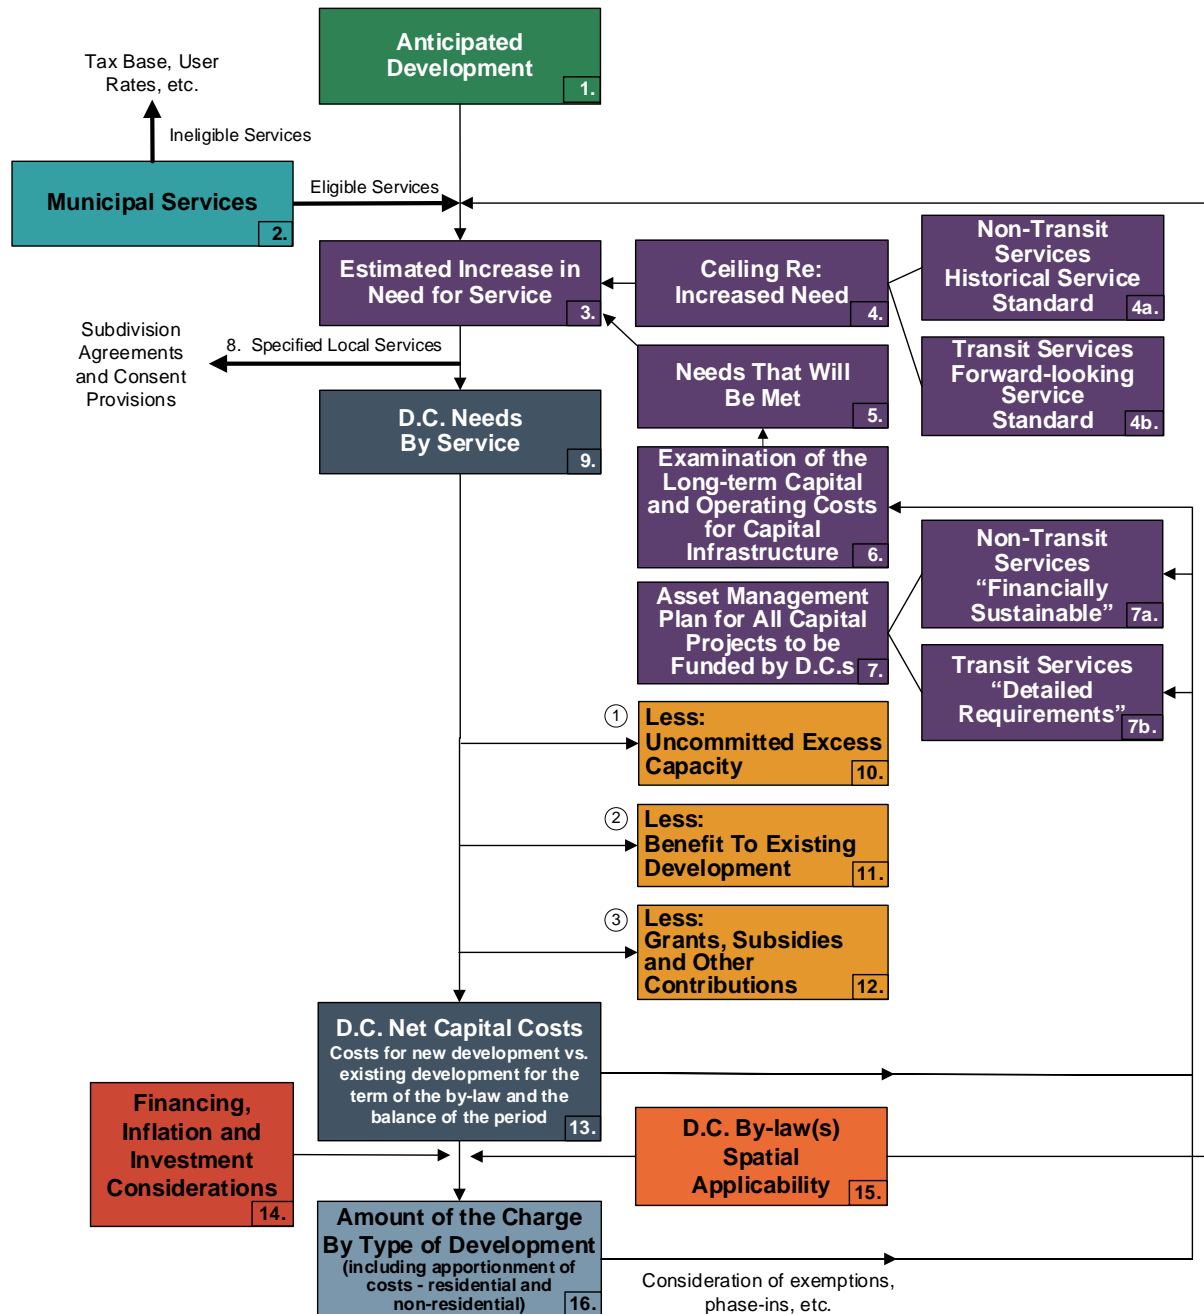 Anticipated
Development
1.
Tax Base, User
Rates, etc.
Ineligible Services
Municipal Services
2.
Eligible Services
Estimated Increase in
Need for Service
3.
Ceiling Re:
Increased Need
4.
Non-Transit
Services
Historical Service
Standard
4a.
Transit Services
Forward-looking
Service
Standard
4b.
Subdivision
Agreements
and Consent
Provisions
8. Specified Local Services
Needs That Will
Be Met
5.
D.C. Needs
By Service
9.
Examination of the
Long-term Capital
and Operating Costs
for Capital
Infrastructure
6.
Non-Transit
Services
“Financially
Sustainable”
7a.
Asset Management
Plan for All Capital
Projects to be
Funded by D.C.s
7.
Transit Services
“Detailed
Requirements”
7b.
1
Less:
Uncommitted Excess
Capacity
10.
2
Less:
Benefit To Existing
Development
11.
3
Less:
Grants, Subsidies
and Other
Contributions
12.
D.C. Net Capital Costs
Costs for new development vs.
existing development for the
term of the by-law and the
balance of the period
13.
Financing,
Inflation and
Investment
Considerations
14.
D.C. By-law(s)
Spatial
Applicability
15.
Amount of the Charge
By Type of Development
(including apportionment of
costs - residential and
non-residential)
16.
Consideration of exemptions,
phase-ins, etc.